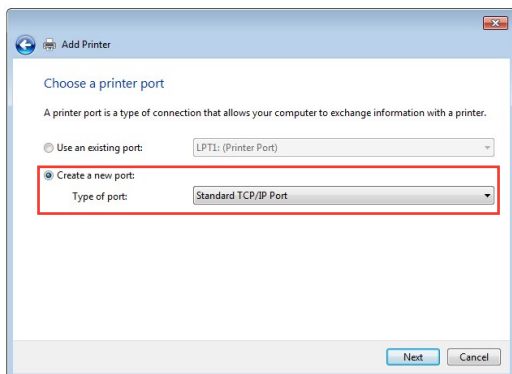 Add Printer
Choose a printer port
A printer port is a type of connection that allows your computer to exchange information with a printer.
Use an existing port: LPT1: (Printer Port)
Create a new port:
Type of port: Standard TCP/IP Port
Next Cancel